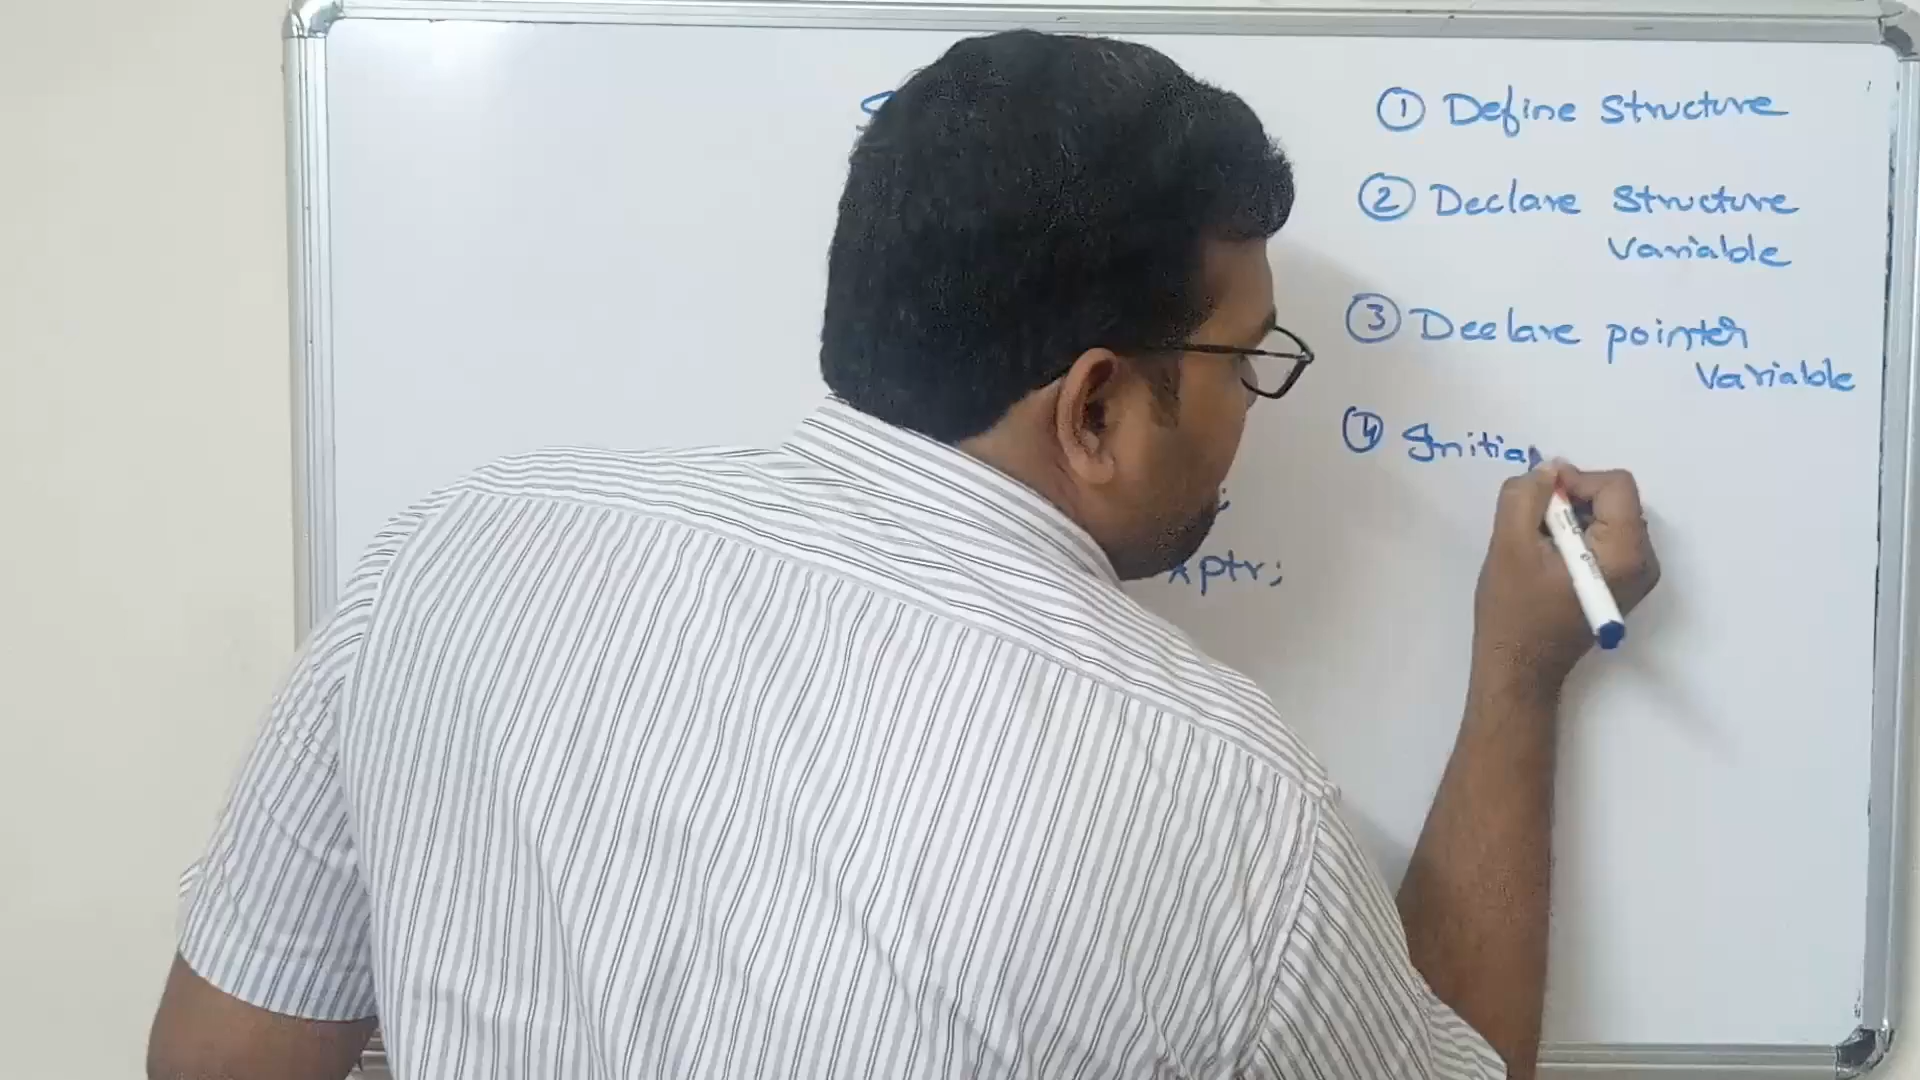 ① Define Structure
② Declare Structure
Variable
③ Declare pointer
Variable
④ Initia
;
*ptr;